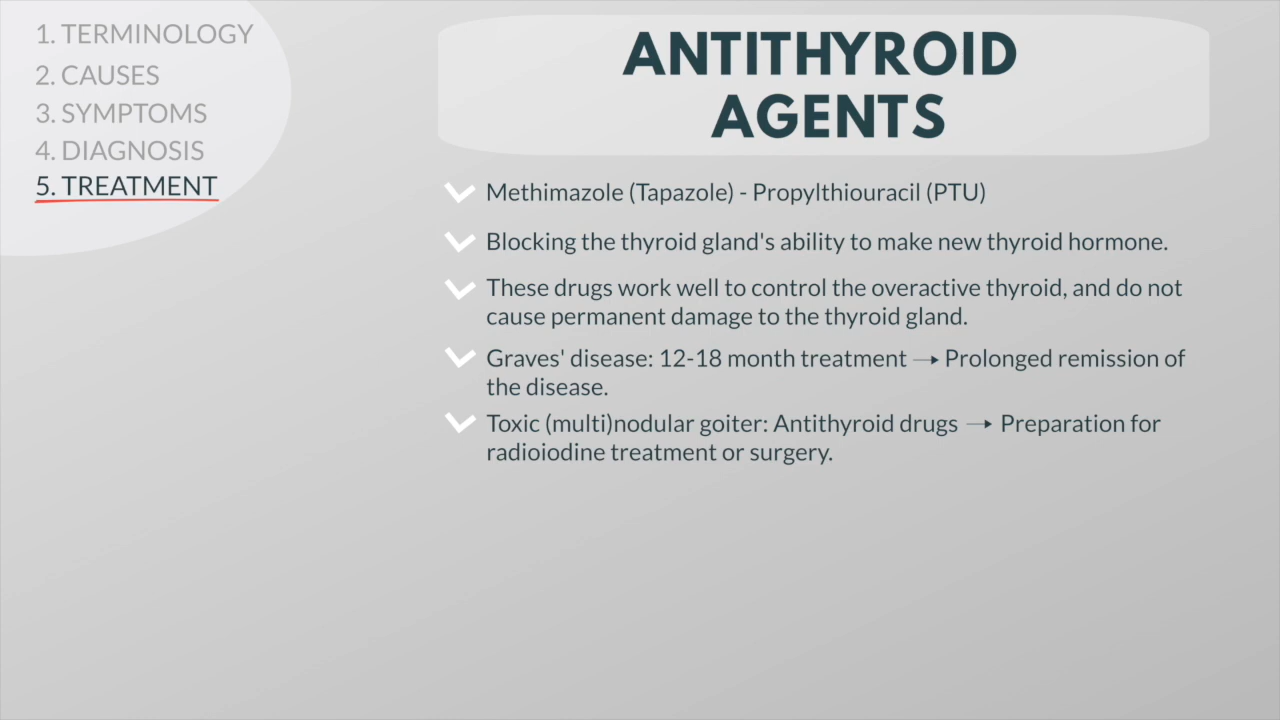 1. TERMINOLOGY
2. CAUSES
3. SYMPTOMS
4. DIAGNOSIS
5. TREATMENT
ANTITHYROID
AGENTS
Methimazole (Tapazole) - Propylthiouracil (PTU)
Blocking the thyroid gland's ability to make new thyroid hormone.
These drugs work well to control the overactive thyroid, and do not
cause permanent damage to the thyroid gland.
Graves' disease: 12-18 month treatment → Prolonged remission of
the disease.
Toxic (multi)nodular goiter: Antithyroid drugs → Preparation for
radioiodine treatment or surgery.